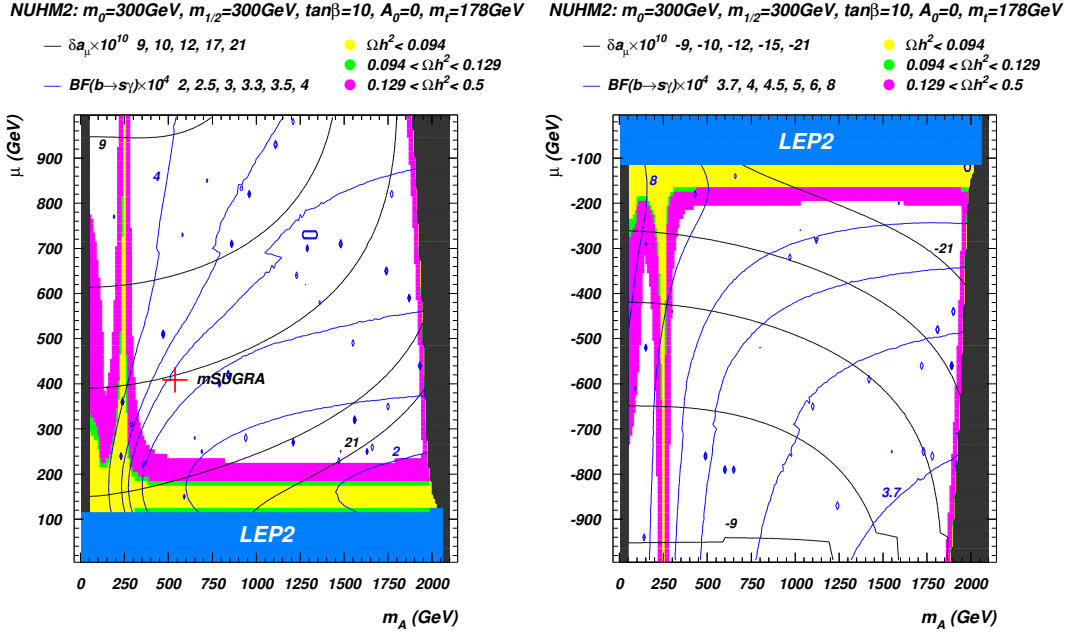 NUHM2: m0=300GeV, m1/2=300GeV, tanβ=10, A0=0, mt=178GeV
δaμ×10^10 9, 10, 12, 17, 21
Ωh²< 0.094
0.094 < Ωh²< 0.129
BF(b→sγ)×10^4 2, 2.5, 3, 3.3, 3.5, 4
0.129 < Ωh²< 0.5
μ (GeV)
900
800
700
600
500
400
300
200
100
9
4
mSUGRA
21
2
LEP2
0 250 500 750 1000 1250 1500 1750 2000
mA (GeV)
NUHM2: m0=300GeV, m1/2=300GeV, tanβ=10, A0=0, mt=178GeV
δaμ×10^10 -9, -10, -12, -15, -21
Ωh²< 0.094
0.094 < Ωh²< 0.129
BF(b→sγ)×10^4 3.7, 4, 4.5, 5, 6, 8
0.129 < Ωh²< 0.5
μ (GeV)
LEP2
-100
-200
-300
-400
-500
-600
-700
-800
-900
8
-21
3.7
-9
0 250 500 750 1000 1250 1500 1750 2000
mA (GeV)